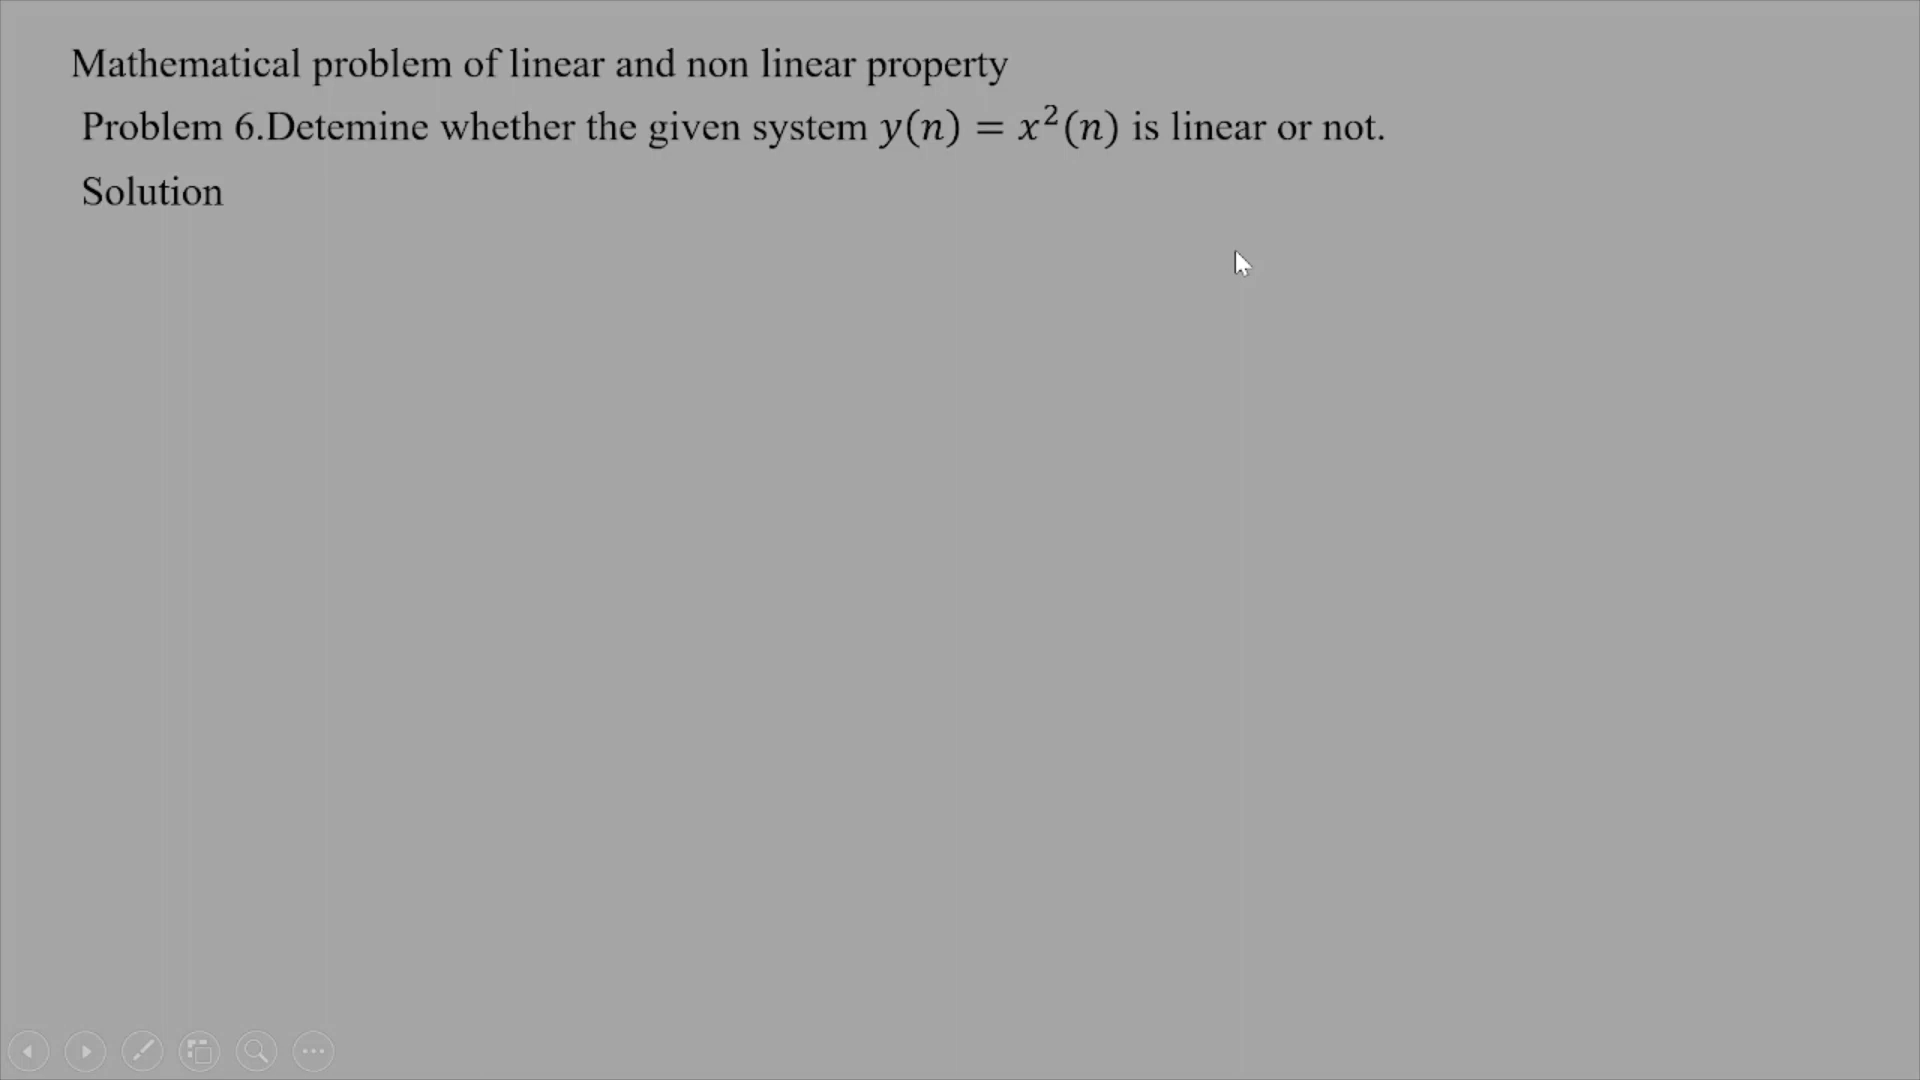 Mathematical problem of linear and non linear property
Problem 6.Detemine whether the given system y(n) = x²(n) is linear or not.
Solution